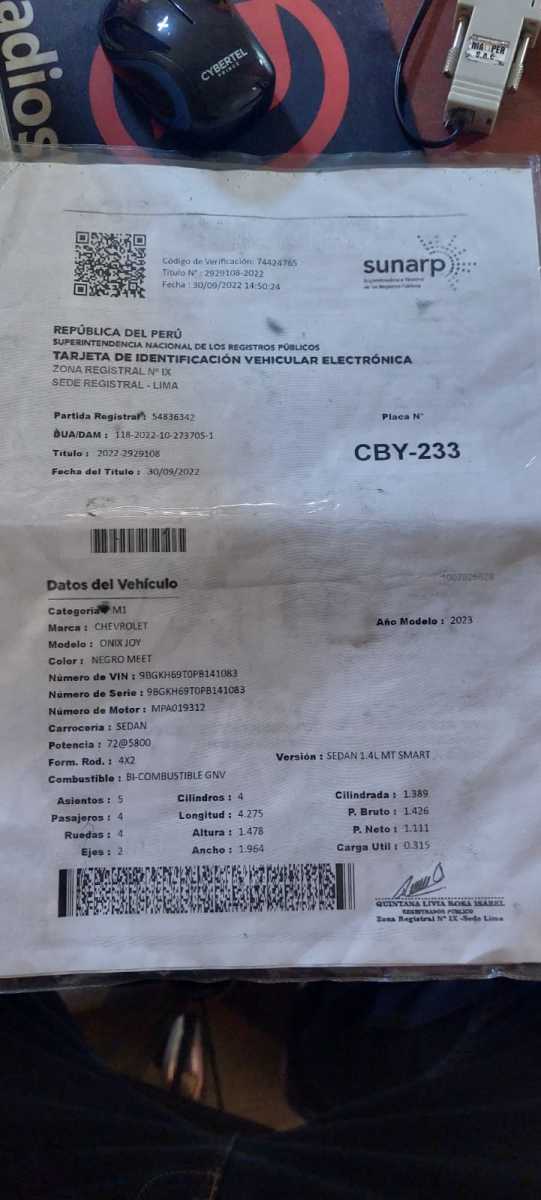 adios
CYBERTEL
S.A.C.
Código de Verificación: 74424765
Título N° : 2929108-2022
Fecha : 30/09/2022 14:50:24
sunarp
Superintendencia Nacional
de los Registros Públicos
REPÚBLICA DEL PERÚ
SUPERINTENDENCIA NACIONAL DE LOS REGISTROS PÚBLICOS
TARJETA DE IDENTIFICACIÓN VEHICULAR ELECTRÓNICA
ZONA REGISTRAL N° IX
SEDE REGISTRAL - LIMA
Partida Registral : 54836342
Placa N°
DUA/DAM : 118-2022-10-273705-1
CBY-233
Título : 2022-2929108
Fecha del Título : 30/09/2022
Datos del Vehículo
Categoría : M1
Marca : CHEVROLET
Año Modelo : 2023
Modelo : ONIX JOY
Color : NEGRO MEET
Número de VIN : 9BGKH69T0PB141083
Número de Serie : 9BGKH69T0PB141083
Número de Motor : MPA019312
Carrocería : SEDAN
Potencia : 72@5800
Form. Rod. : 4X2
Versión : SEDAN 1.4L MT SMART
Combustible : BI-COMBUSTIBLE GNV
Asientos : 5 Cilindros : 4 Cilindrada : 1.389
Pasajeros : 4 Longitud : 4.275 P. Bruto : 1.426
Ruedas : 4 Altura : 1.478 P. Neto : 1.111
Ejes : 2 Ancho : 1.964 Carga Util : 0.315
QUINTANA LIVIA ROSA ISABEL
REGISTRADOR PÚBLICO
Zona Registral N° IX -Sede Lima